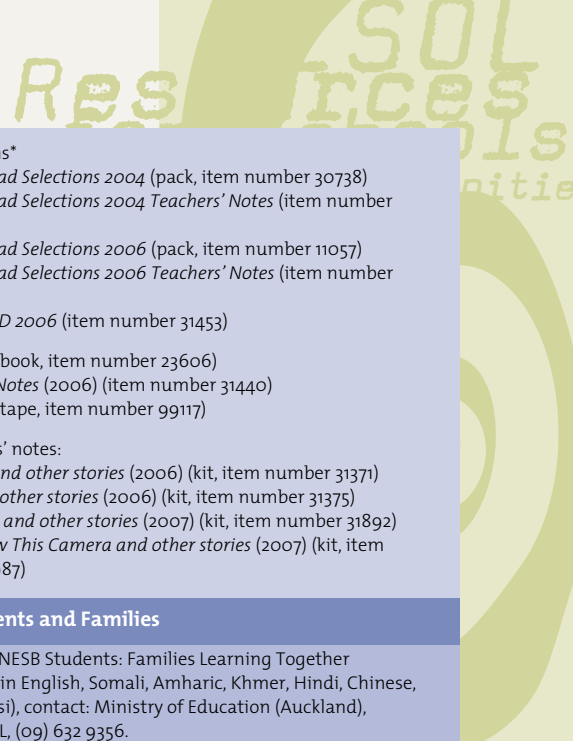 SOL
Res rces
ols
nitie
ns*
ad Selections 2004 (pack, item number 30738)
ad Selections 2004 Teachers’ Notes (item number
ad Selections 2006 (pack, item number 11057)
ad Selections 2006 Teachers’ Notes (item number
D 2006 (item number 31453)
book, item number 23606)
Notes (2006) (item number 31440)
tape, item number 99117)
s’ notes:
nd other stories (2006) (kit, item number 31371)
other stories (2006) (kit, item number 31375)
and other stories (2007) (kit, item number 31892)
w This Camera and other stories (2007) (kit, item
87)
ents and Families
NESB Students: Families Learning Together
in English, Somali, Amharic, Khmer, Hindi, Chinese,
si), contact: Ministry of Education (Auckland),
L, (09) 632 9356.